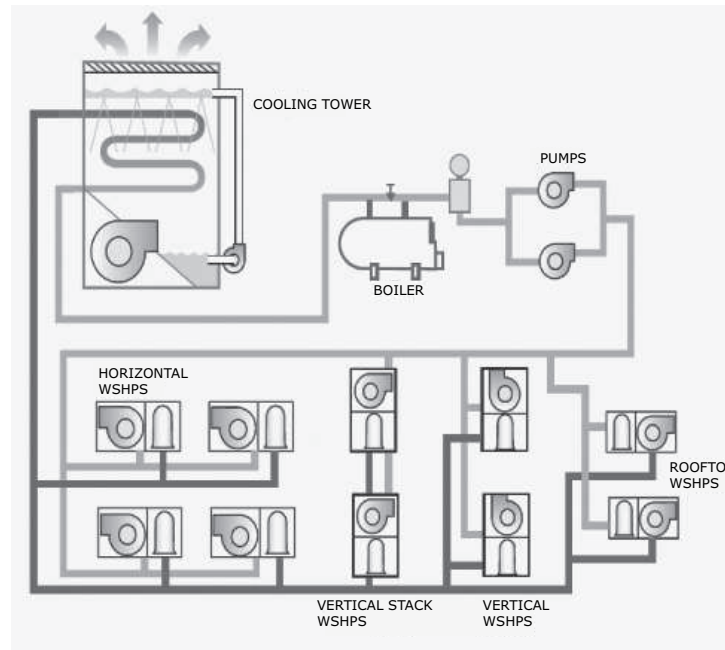 COOLING TOWER
PUMPS
BOILER
HORIZONTAL
WSHPS
ROOFTO
WSHPS
VERTICAL STACK
WSHPS
VERTICAL
WSHPS